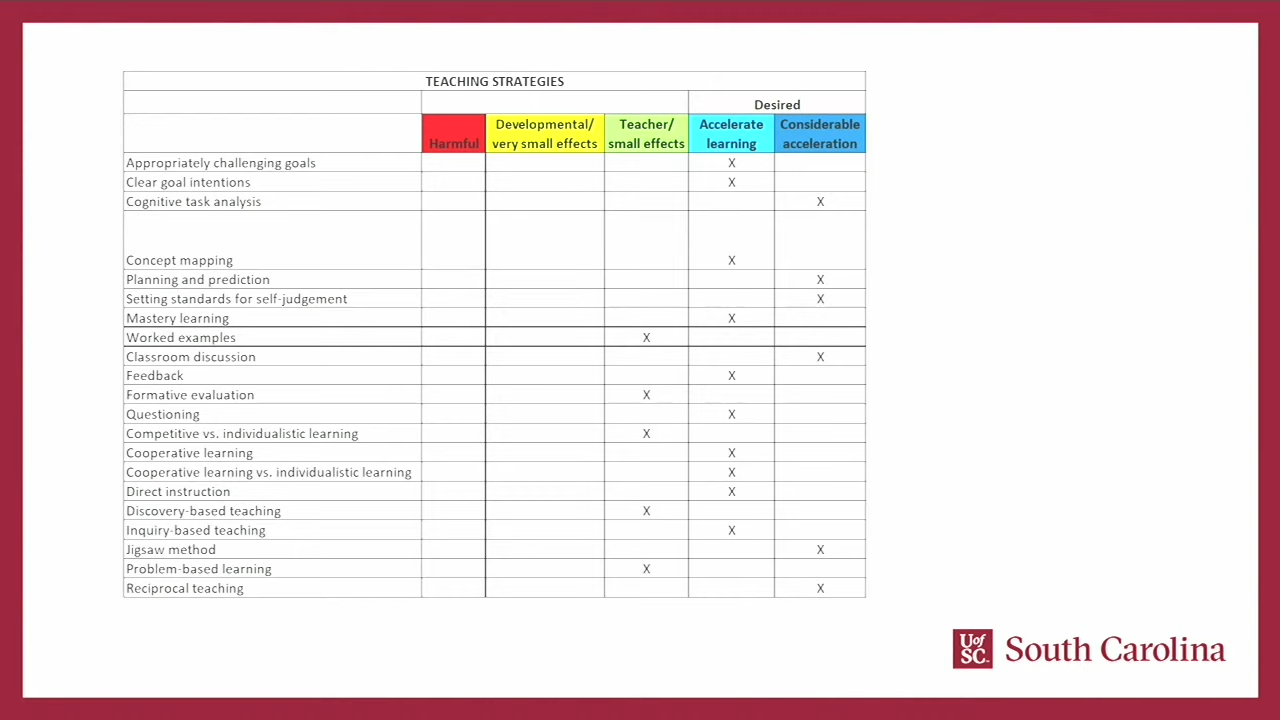 TEACHING STRATEGIES
Desired
Harmful Developmental/ very small effects Teacher/ small effects Accelerate learning Considerable acceleration
Appropriately challenging goals X
Clear goal intentions X
Cognitive task analysis X
Concept mapping X
Planning and prediction X
Setting standards for self-judgement X
Mastery learning X
Worked examples X
Classroom discussion X
Feedback X
Formative evaluation X
Questioning X
Competitive vs. individualistic learning X
Cooperative learning X
Cooperative learning vs. individualistic learning X
Direct instruction X
Discovery-based teaching X
Inquiry-based teaching X
Jigsaw method X
Problem-based learning X
Reciprocal teaching X
UofSC. South Carolina